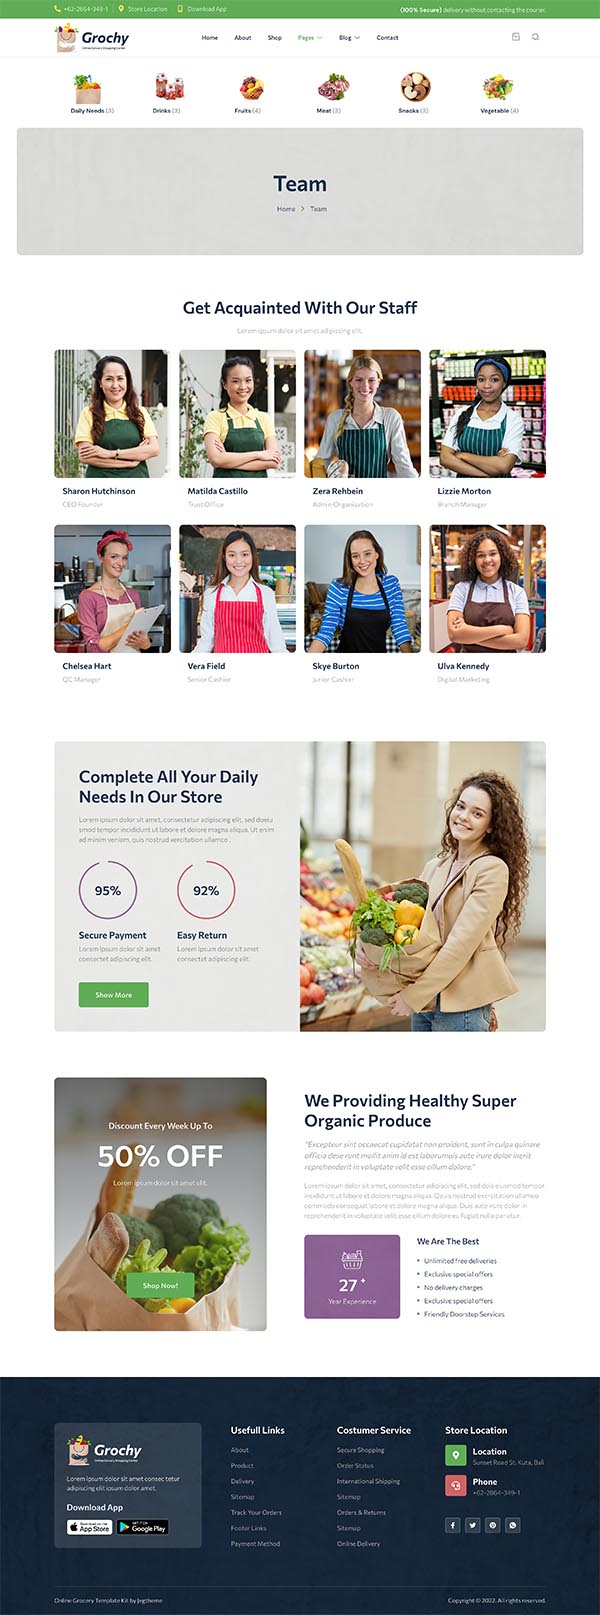 +62-2864-349-1
Store Location
Download App
(100% Secure) delivery without contacting the courier.
Grochy
Online Grocery Shopping Center
Home
About
Shop
Pages
Blog
Contact
Daily Needs (3)
Drinks (3)
Fruits (4)
Meat (3)
Snacks (3)
Vegetable (4)
Team
Home > Team
Get Acquainted With Our Staff
Lorem ipsum dolor sit amet adipiscing elit.
Sharon Hutchinson
CEO Founder
Matilda Castillo
Trust Office
Zera Rehbein
Admin Organisation
Lizzie Morton
Branch Manager
Chelsea Hart
QC Manager
Vera Field
Senior Cashier
Skye Burton
Junior Cashier
Ulva Kennedy
Digital Marketing
Complete All Your Daily
Needs In Our Store
Lorem ipsum dolor sit amet, consectetur adipiscing elit, sed doeiu
smod tempor incididunt ut labore et dolore magna aliqua. Ut enim
ad minim veniam, quis nostrud xercitation ullamco .
95%
Secure Payment
Lorem ipsum dolor sit amet
consectet adipiscing elit.
92%
Easy Return
Lorem ipsum dolor sit amet
consectet adipiscing elit.
Show More
Discount Every Week Up To
50% OFF
Lorem ipsum dolor sit amet velit.
Shop Now!
We Providing Healthy Super
Organic Produce
"Excepteur sint occaecat cupidatat non proident, sunt in culpa quinare
officia dese runt mollit anim id est laborumuis aute irure dolor inerit
reprehenderit in voluptate velit esse cillum dolore."
Lorem ipsum dolor sit amet, consectetur adipiscing elit, sed do eiusmod tempor
incididunt ut labore et dolore magna aliqua. Quis nostrud exercitation ullamco
commodo consequat labore et dolore magna aliqua. Duis aute irure dolor in
reprehenderit in voluptate velit esse cillum dolore eu fugiat nulla pariatur.
27 +
Year Experience
We Are The Best
Unlimited free deliveries
Exclusive special offers
No delivery charges
Exclusive special offers
Friendly Doorstep Services
Grochy
Online Grocery Shopping Center
Lorem ipsum dolor sit amet consec tetur
adipiscing elit dolor sit amet.
Download App
Download on the
App Store
GET IT ON
Google Play
Usefull Links
About
Product
Delivery
Sitemap
Track Your Orders
Footer Links
Payment Method
Costumer Service
Secure Shopping
Order Status
International Shipping
Sitemap
Orders & Returns
Sitemap
Online Delivery
Store Location
Location
Sunset Road St. Kuta, Bali
Phone
+62-2864-349-1
Online Grocery Template Kit by Jegtheme
Copyright © 2022. All rights reserved.